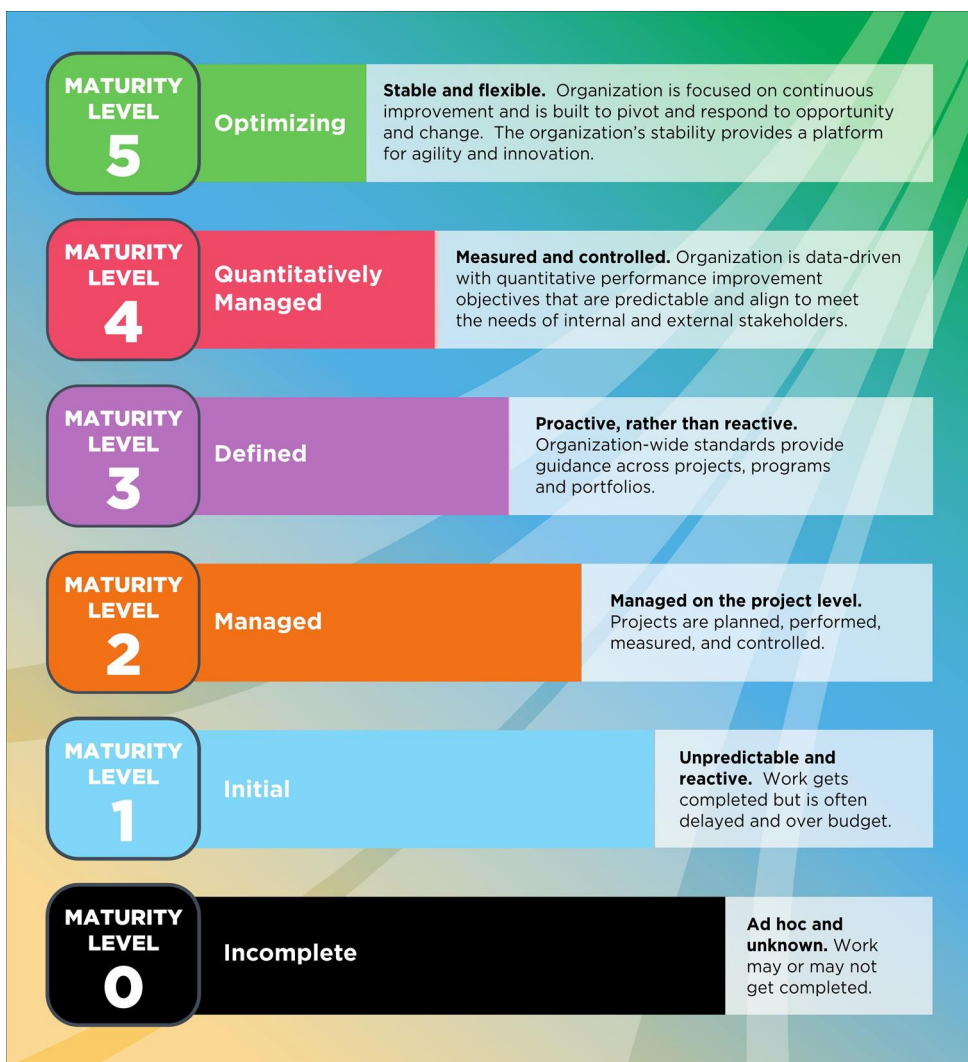 MATURITY
LEVEL
5
Optimizing
Stable and flexible.  Organization is focused on continuous
improvement and is built to pivot and respond to opportunity
and change.  The organization’s stability provides a platform
for agility and innovation.
MATURITY
LEVEL
4
Quantitatively
Managed
Measured and controlled. Organization is data-driven
with quantitative performance improvement
objectives that are predictable and align to meet
the needs of internal and external stakeholders.
MATURITY
LEVEL
3
Defined
Proactive, rather than reactive.
Organization-wide standards provide
guidance across projects, programs
and portfolios.
MATURITY
LEVEL
2
Managed
Managed on the project level.
Projects are planned, performed,
measured, and controlled.
MATURITY
LEVEL
1
Initial
Unpredictable and
reactive.  Work gets
completed but is often
delayed and over budget.
MATURITY
LEVEL
0
Incomplete
Ad hoc and
unknown. Work
may or may not
get completed.